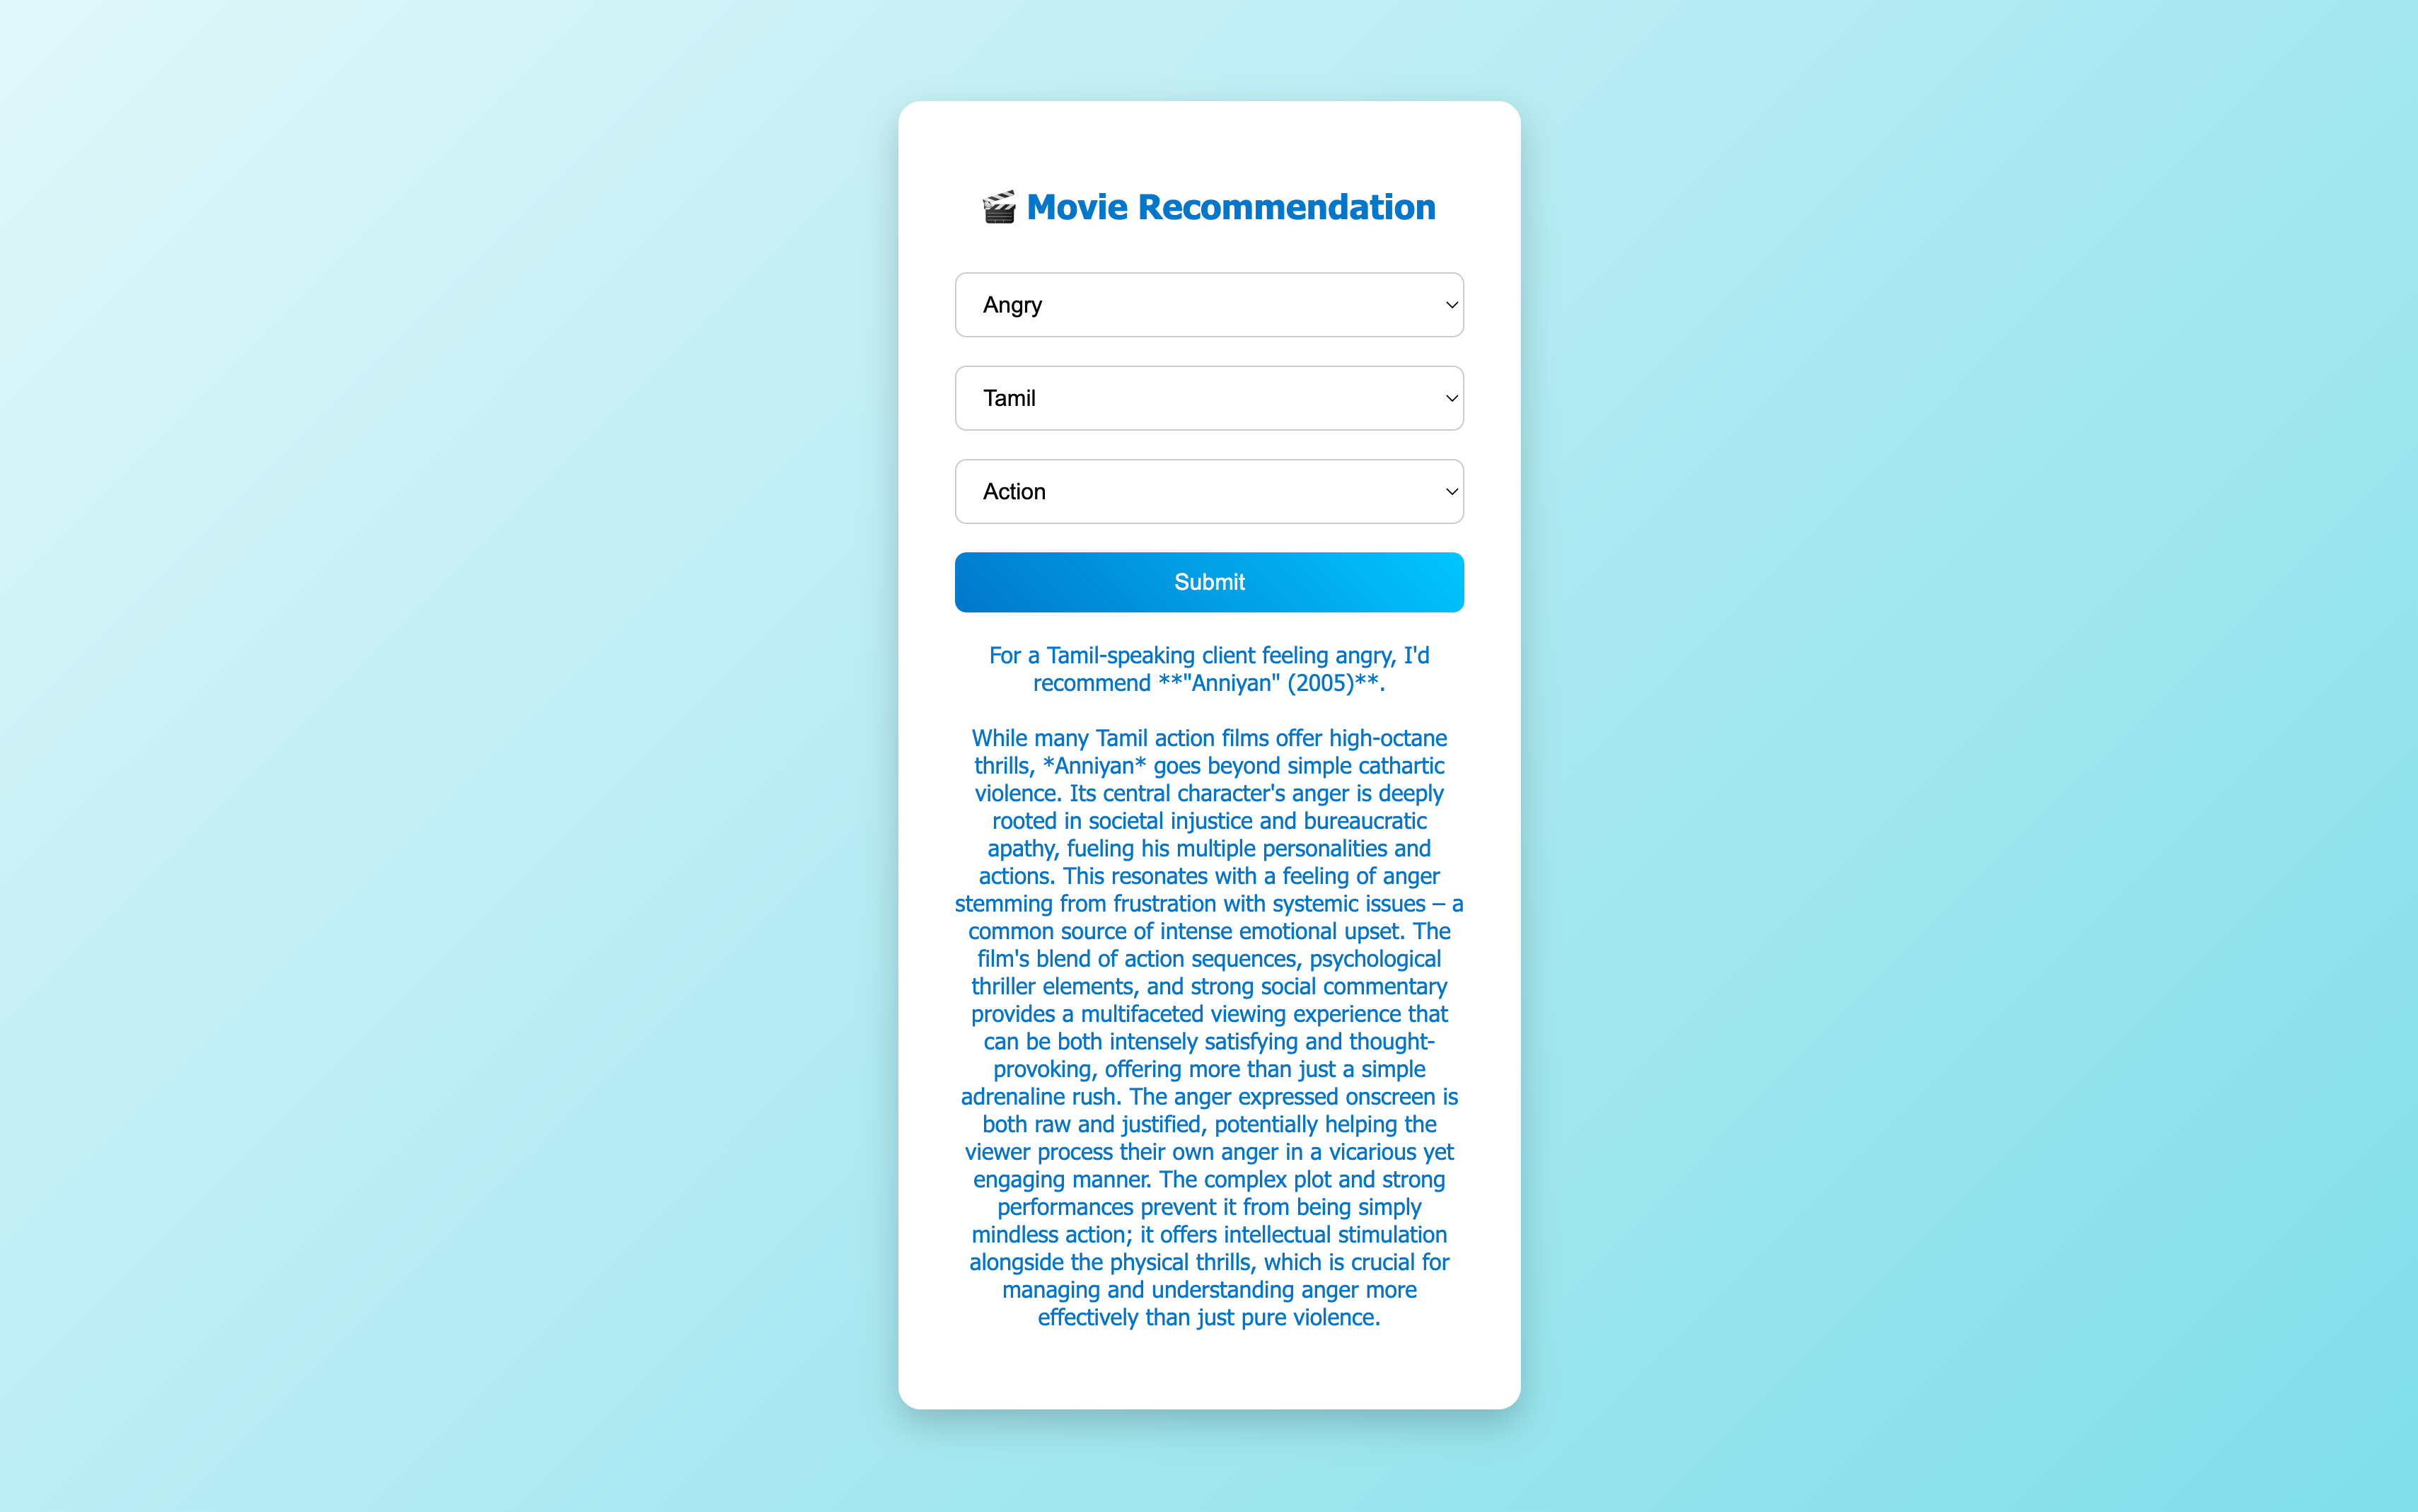 🎬 Movie Recommendation
Angry
Tamil
Action
Submit
For a Tamil-speaking client feeling angry, I'd
recommend **"Anniyan" (2005)**.
While many Tamil action films offer high-octane
thrills, *Anniyan* goes beyond simple cathartic
violence. Its central character's anger is deeply
rooted in societal injustice and bureaucratic
apathy, fueling his multiple personalities and
actions. This resonates with a feeling of anger
stemming from frustration with systemic issues – a
common source of intense emotional upset. The
film's blend of action sequences, psychological
thriller elements, and strong social commentary
provides a multifaceted viewing experience that
can be both intensely satisfying and thought-
provoking, offering more than just a simple
adrenaline rush. The anger expressed onscreen is
both raw and justified, potentially helping the
viewer process their own anger in a vicarious yet
engaging manner. The complex plot and strong
performances prevent it from being simply
mindless action; it offers intellectual stimulation
alongside the physical thrills, which is crucial for
managing and understanding anger more
effectively than just pure violence.